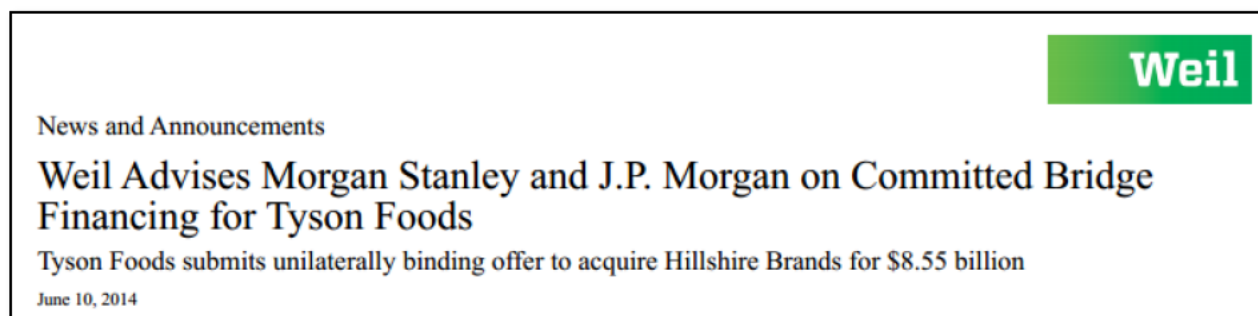 Weil
News and Announcements
Weil Advises Morgan Stanley and J.P. Morgan on Committed Bridge
Financing for Tyson Foods
Tyson Foods submits unilaterally binding offer to acquire Hillshire Brands for $8.55 billion
June 10, 2014